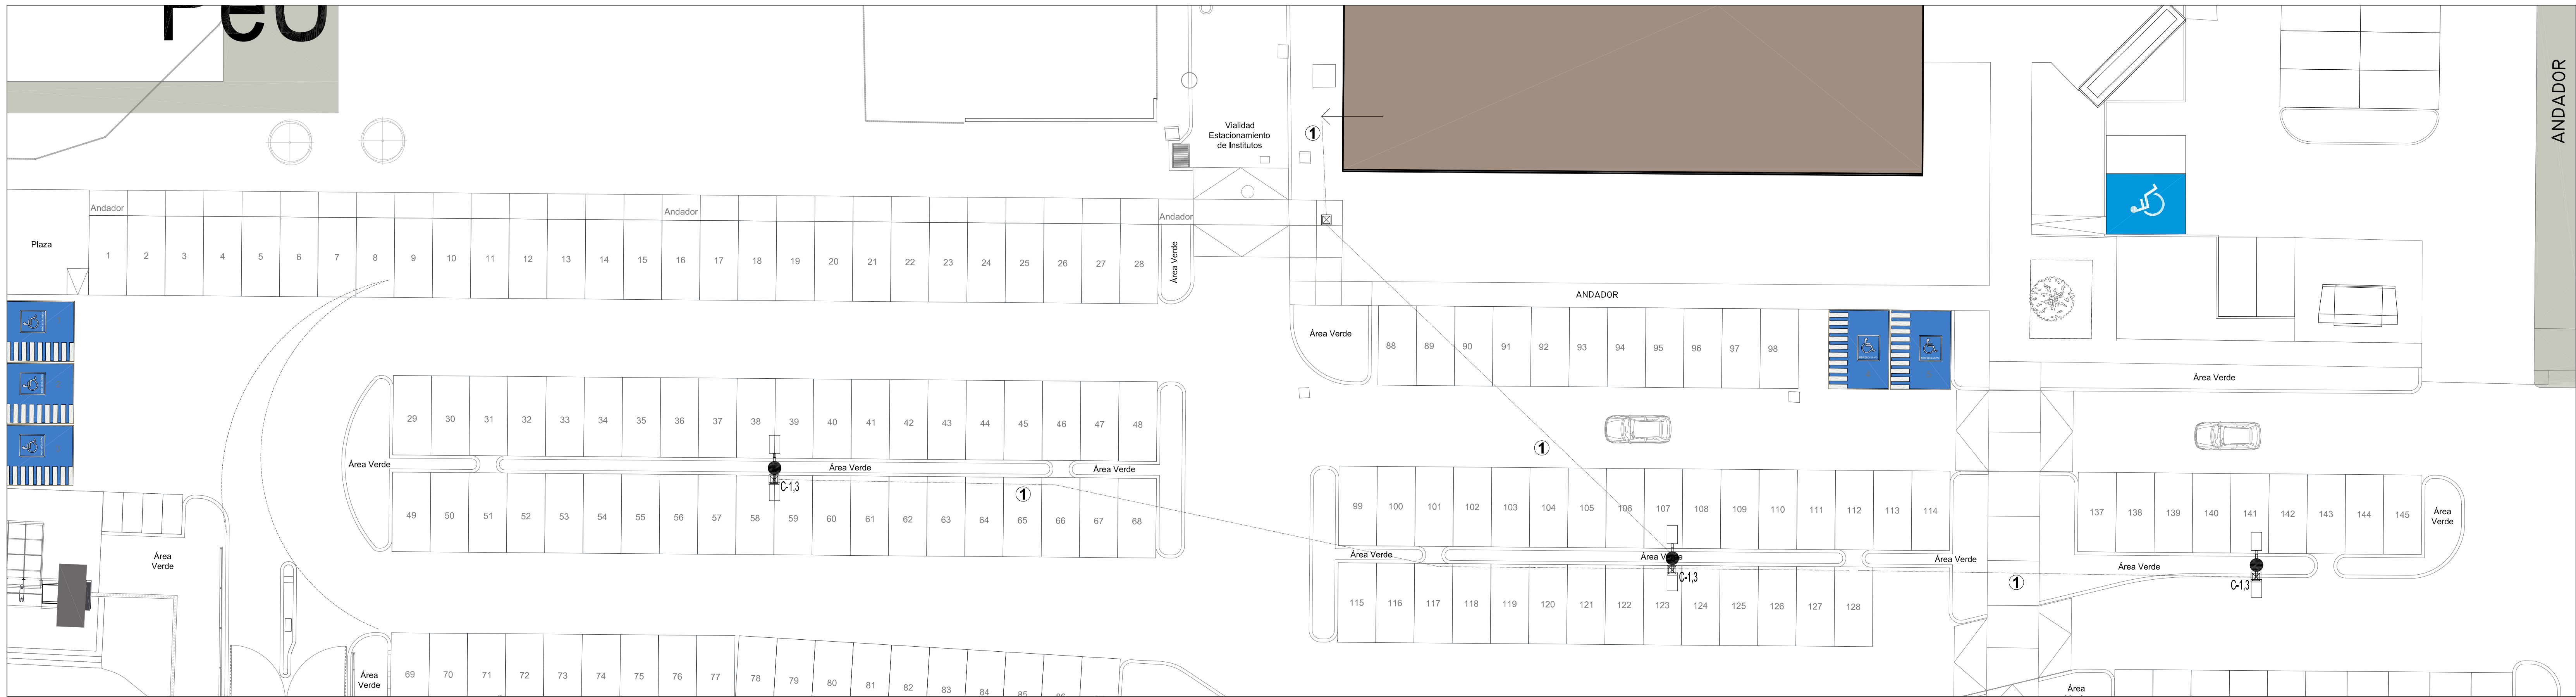 Peu
ANDADOR
Vialidad
Estacionamiento
de Institutos
1
Andador
Andador
Andador
Plaza
1 2 3 4 5 6 7 8 9 10 11 12 13 14 15 16 17 18 19 20 21 22 23 24 25 26 27 28
Área Verde
ANDADOR
Área Verde
88 89 90 91 92 93 94 95 96 97 98
Área Verde
29 30 31 32 33 34 35 36 37 38 39 40 41 42 43 44 45 46 47 48
1
Área Verde
Área Verde
Área Verde
C-1,3
1
49 50 51 52 53 54 55 56 57 58 59 60 61 62 63 64 65 66 67 68
99 100 101 102 103 104 105 106 107 108 109 110 111 112 113 114
137 138 139 140 141 142 143 144 145
Área
Verde
Área Verde
Área Verde
Área Verde
Área Verde
C-1,3
1
C-1,3
Área
Verde
115 116 117 118 119 120 121 122 123 124 125 126 127 128
Área
Verde
69 70 71 72 73 74 75 76 77 78 79 80 81 82 83 84
Área